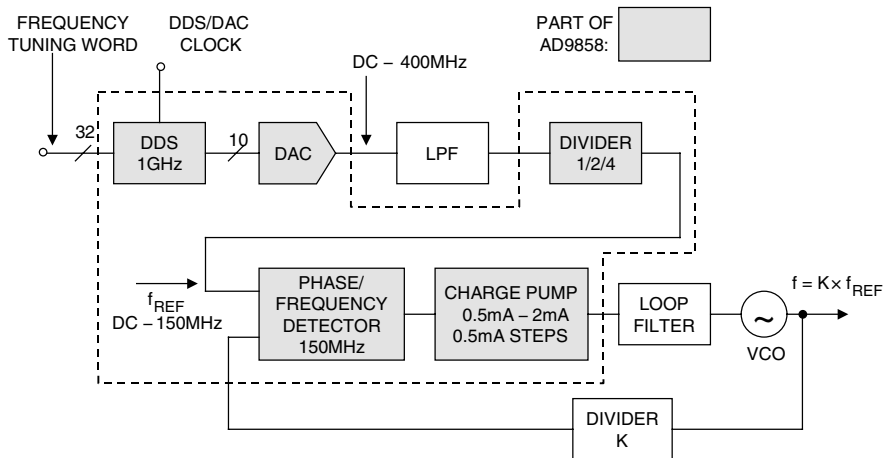 FREQUENCY
TUNING WORD
DDS/DAC
CLOCK
PART OF
AD9858:
DC – 400MHz
32
DDS
1GHz
10
DAC
LPF
DIVIDER
1/2/4
fREF
DC – 150MHz
PHASE/
FREQUENCY
DETECTOR
150MHz
CHARGE PUMP
0.5mA – 2mA
0.5mA STEPS
LOOP
FILTER
~
VCO
f = K× fREF
DIVIDER
K